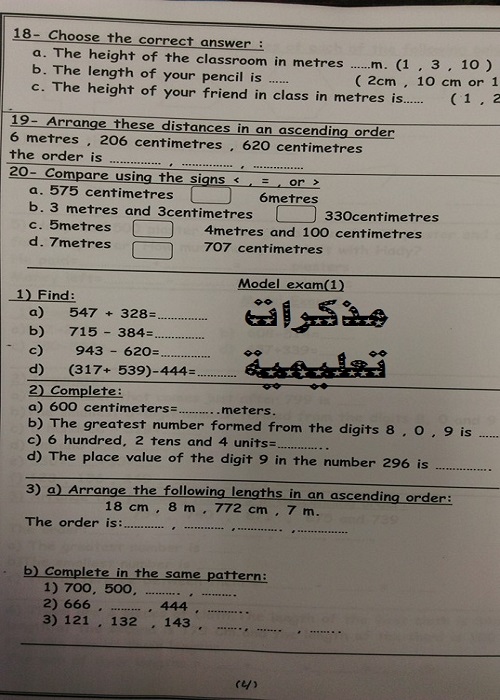 18- Choose the correct answer :
a. The height of the classroom in metres ......m. (1 , 3 , 10 )
b. The length of your pencil is ...... ( 2cm , 10 cm or 1
c. The height of your friend in class in metres is...... ( 1 , 2
19- Arrange these distances in an ascending order
6 metres , 206 centimetres , 620 centimetres
the order is .............. , .............. , ..............
20- Compare using the signs < , = , or >
a. 575 centimetres 6metres
b. 3 metres and 3centimetres 330centimetres
c. 5metres 4metres and 100 centimetres
d. 7metres 707 centimetres
Model exam(1)
1) Find:
a) 547 + 328=..............
b) 715 - 384=..............
c) 943 - 620=..............
d) (317+ 539)-444=...........
مذكرات
تعليمية
2) Complete:
a) 600 centimeters=...........meters.
b) The greatest number formed from the digits 8 , 0 , 9 is .....
c) 6 hundred, 2 tens and 4 units=..............
d) The place value of the digit 9 in the number 296 is ..............
3) a) Arrange the following lengths in an ascending order:
18 cm , 8 m , 772 cm , 7 m.
The order is:........... , ........... ,.............. ,..............
b) Complete in the same pattern:
1) 700, 500, .......... , ..........
2) 666 , ......... , 444 , ..........
3) 121 , 132 , 143 , ......., ....... , ........
(4)